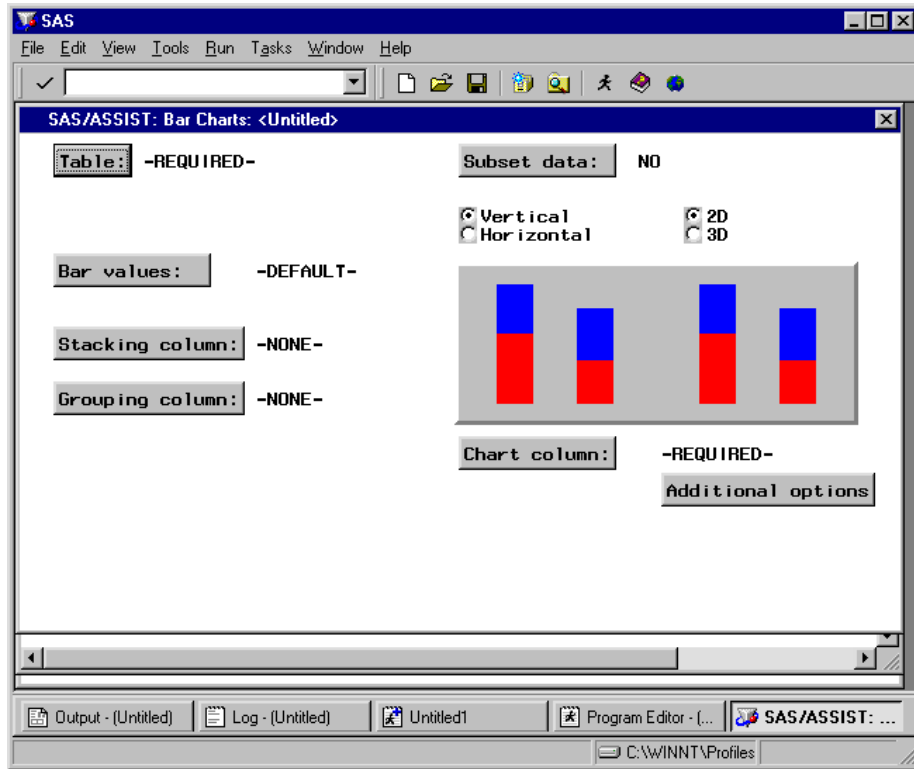 SAS
File Edit View Tools Run Tasks Window Help
SAS/ASSIST: Bar Charts: <Untitled>
Table: -REQUIRED-
Subset data: NO
Vertical 2D
Horizontal 3D
Bar values: -DEFAULT-
Stacking column: -NONE-
Grouping column: -NONE-
Chart column: -REQUIRED-
Additional options
Output - (Untitled) Log - (Untitled) Untitled1 Program Editor - (... SAS/ASSIST: ...
C:\WINNT\Profiles